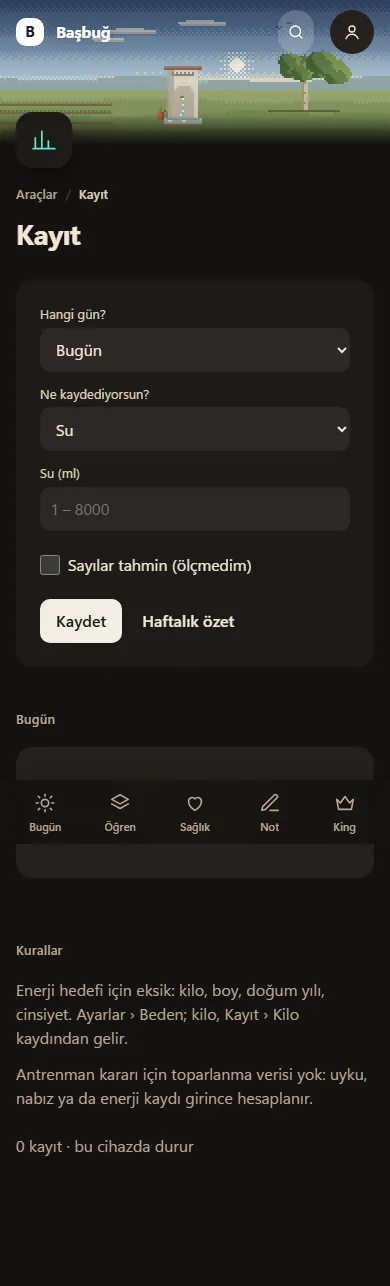 B Başbuğ
Araçlar / Kayıt
Kayıt
Hangi gün?
Bugün
Ne kaydediyorsun?
Su
Su (ml)
1 – 8000
Sayılar tahmin (ölçmedim)
Kaydet Haftalık özet
Bugün
Bugün Öğren Sağlık Not King
Kurallar
Enerji hedefi için eksik: kilo, boy, doğum yılı,
cinsiyet. Ayarlar › Beden; kilo, Kayıt › Kilo
kaydından gelir.
Antrenman kararı için toparlanma verisi yok: uyku,
nabız ya da enerji kaydı girince hesaplanır.
0 kayıt · bu cihazda durur